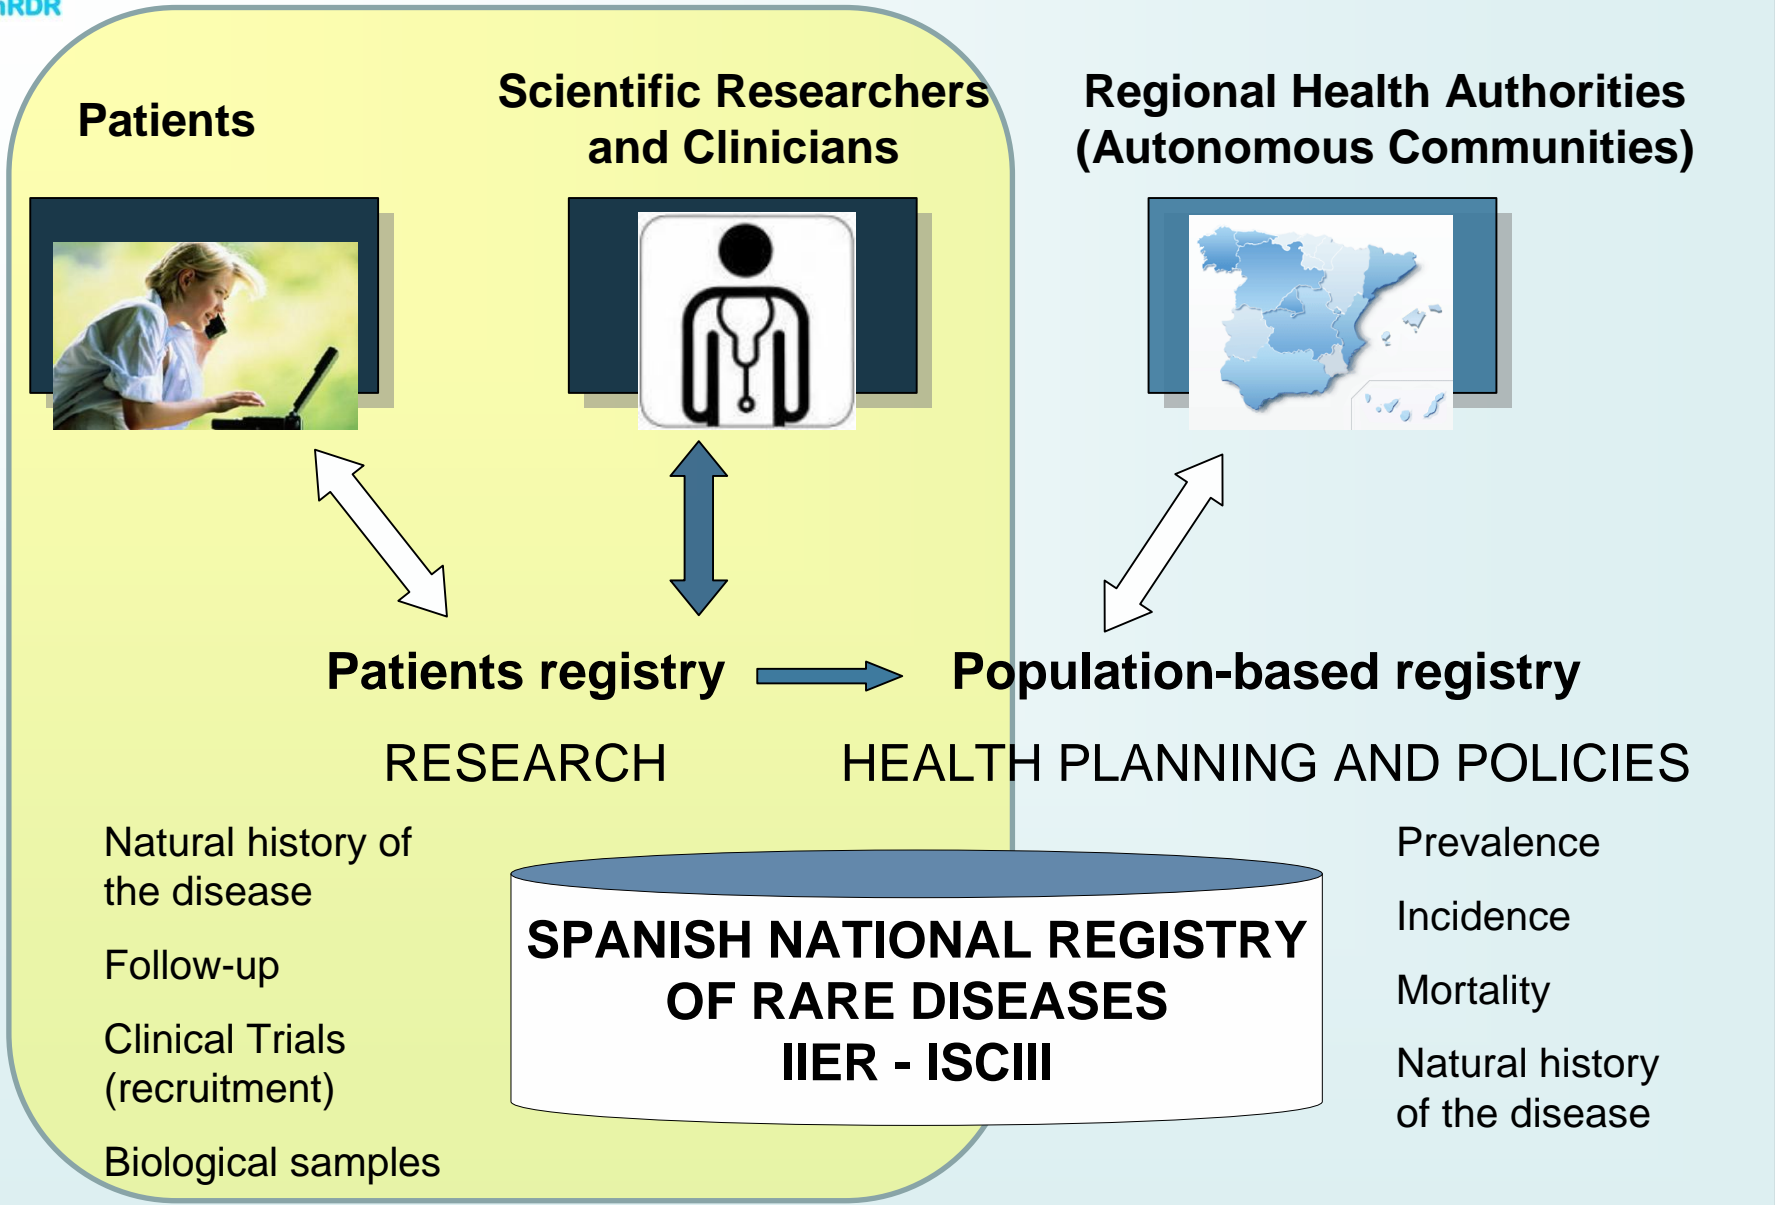 Patients
Scientific Researchers
and Clinicians
Regional Health Authorities
(Autonomous Communities)
Patients registry
Population-based registry
RESEARCH
HEALTH PLANNING AND POLICIES
Natural history of
the disease
Follow-up
Clinical Trials
(recruitment)
Biological samples
SPANISH NATIONAL REGISTRY
OF RARE DISEASES
IIER - ISCIII
Prevalence
Incidence
Mortality
Natural history
of the disease